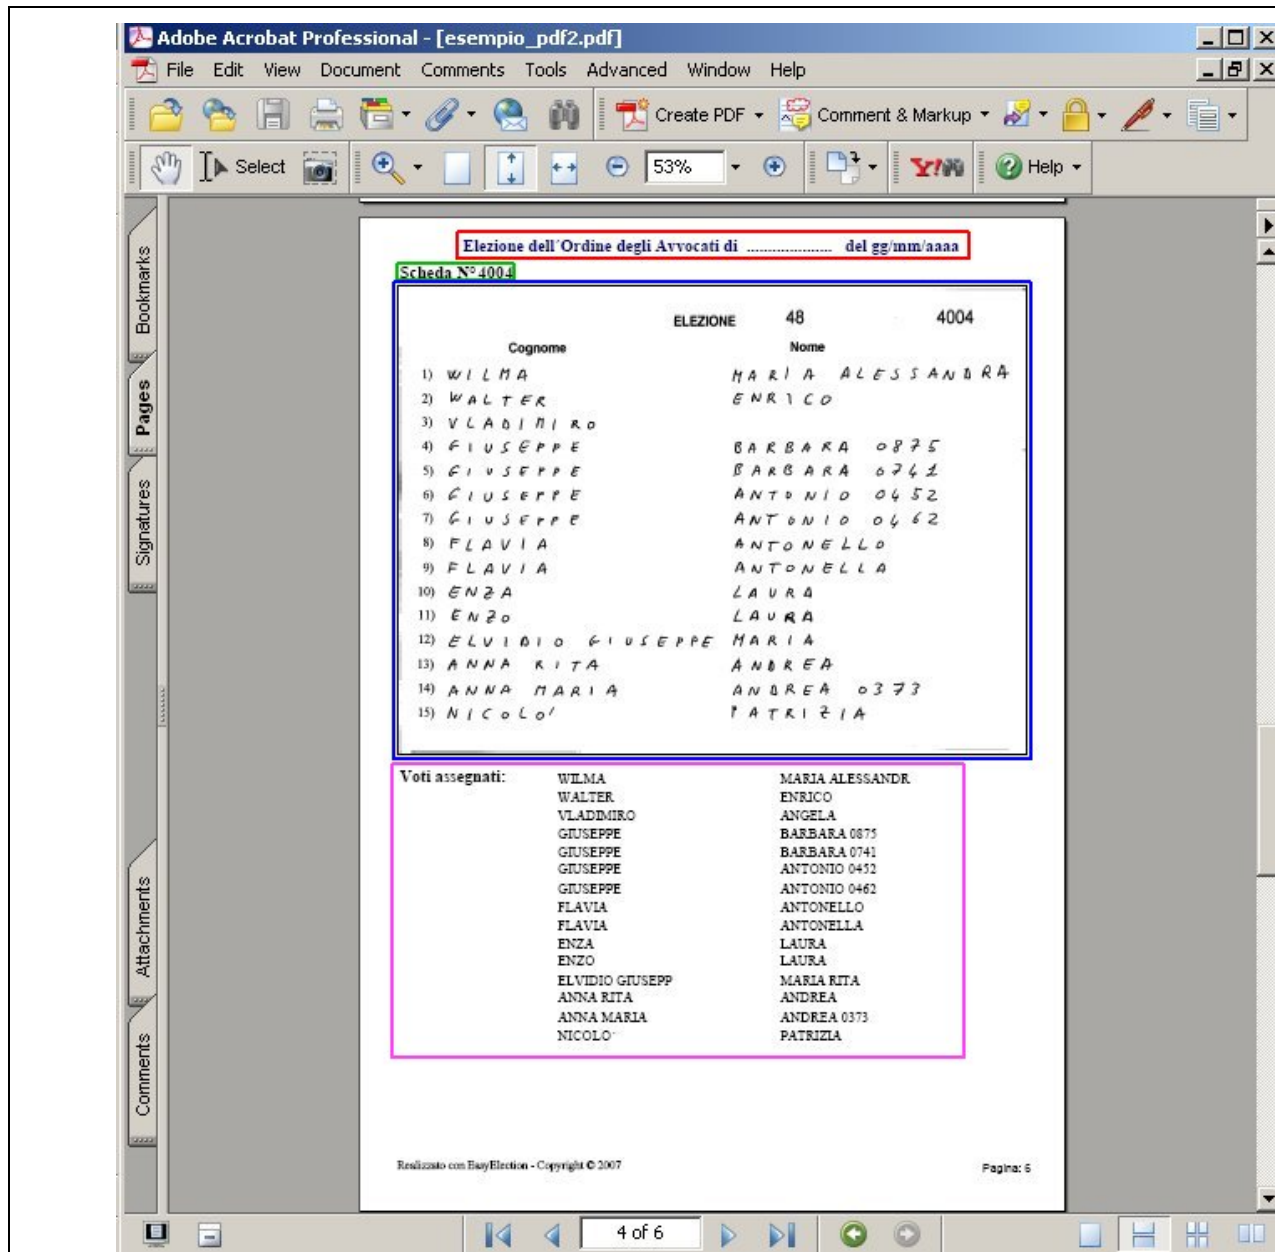 Adobe Acrobat Professional - [esempio_pdf2.pdf]
File Edit View Document Comments Tools Advanced Window Help
Create PDF Comment & Markup
Select 53% Y! Help
Bookmarks
Pages
Signatures
Attachments
Comments
Elezione dell'Ordine degli Avvocati di ..................... del gg/mm/aaaa
Scheda N° 4004
ELEZIONE 48 4004
Cognome Nome
1) WILMA MARIA ALESSANDRA
2) WALTER ENRICO
3) VLADIMIRO
4) GIUSEPPE BARBARA 0875
5) GIUSEPPE BARBARA 0741
6) GIUSEPPE ANTONIO 0452
7) GIUSEPPE ANTONIO 0462
8) FLAVIA ANTONELLO
9) FLAVIA ANTONELLA
10) ENZA LAURA
11) ENZO LAURA
12) ELVIDIO GIUSEPPE MARIA
13) ANNA RITA ANDREA
14) ANNA MARIA ANDREA 0373
15) NICOLO' PATRIZIA
Voti assegnati: WILMA MARIA ALESSANDR
WALTER ENRICO
VLADIMIRO ANGELA
GIUSEPPE BARBARA 0875
GIUSEPPE BARBARA 0741
GIUSEPPE ANTONIO 0452
GIUSEPPE ANTONIO 0462
FLAVIA ANTONELLO
FLAVIA ANTONELLA
ENZA LAURA
ENZO LAURA
ELVIDIO GIUSEPP MARIA RITA
ANNA RITA ANDREA
ANNA MARIA ANDREA 0373
NICOLO' PATRIZIA
Realizzato con EasyElection - Copyright © 2007 Pagina: 6
4 of 6